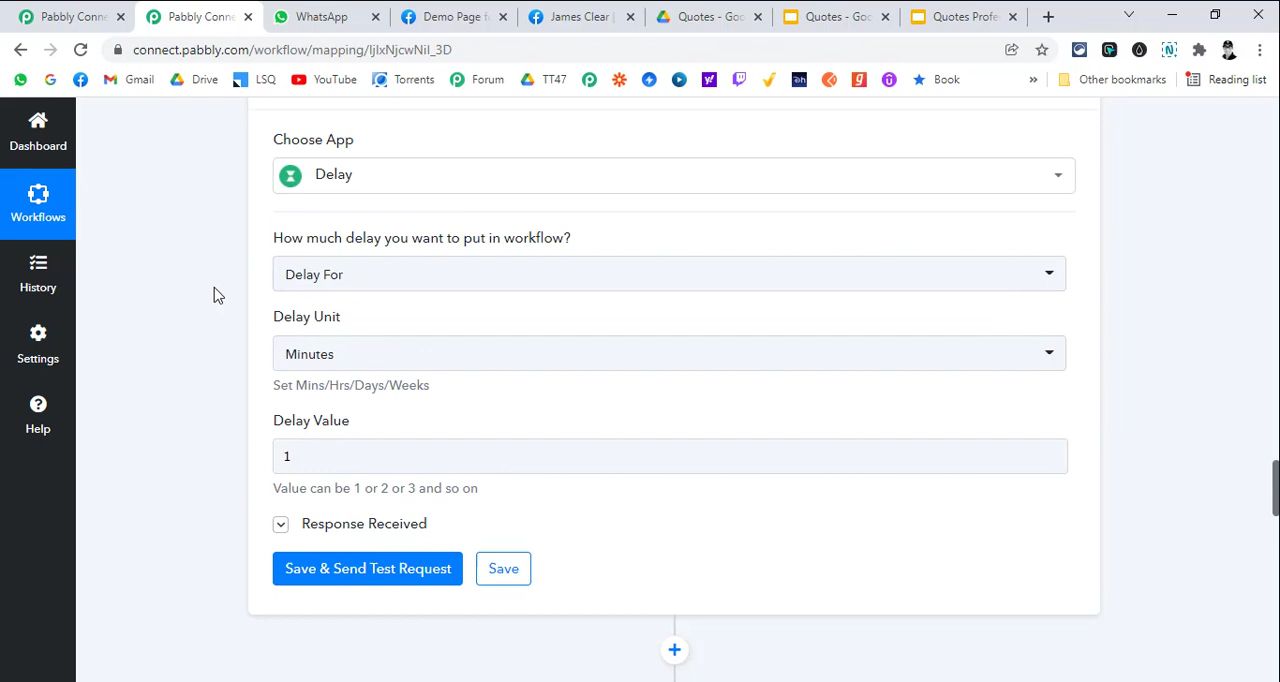 Pabbly Conne
Pabbly Conne
WhatsApp
Demo Page f
James Clear
Quotes - Goo
Quotes - Goo
Quotes Profe
connect.pabbly.com/workflow/mapping/IjIxNjcwNiI_3D
Gmail
Drive
LSQ
YouTube
Torrents
Forum
TT47
Book
»
Other bookmarks
Reading list
Dashboard
Workflows
History
Settings
Help
Choose App
Delay
How much delay you want to put in workflow?
Delay For
Delay Unit
Minutes
Set Mins/Hrs/Days/Weeks
Delay Value
1
Value can be 1 or 2 or 3 and so on
Response Received
Save & Send Test Request
Save